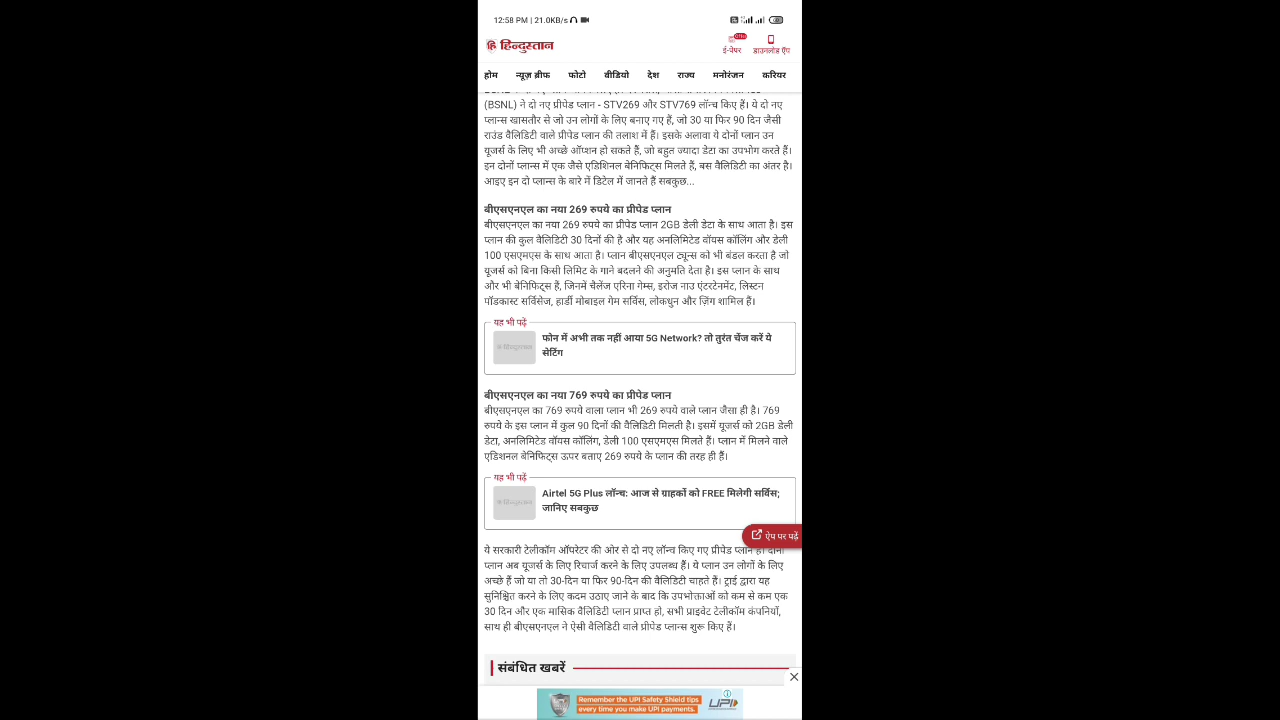 12:58 PM | 21.0KB/s
हिन्दुस्तान
ई-पेपर
डाउनलोड ऐप
होम न्यूज़ ब्रीफ फोटो वीडियो देश राज्य मनोरंजन करियर
(BSNL) ने दो नए प्रीपेड प्लान - STV269 और STV769 लॉन्च किए हैं। ये दो नए
प्लान्स खासतौर से जो उन लोगों के लिए बनाए गए हैं, जो 30 या फिर 90 दिन जैसी
राउंड वैलिडिटी वाले प्रीपेड प्लान की तलाश में हैं। इसके अलावा ये दोनों प्लान उन
यूजर्स के लिए भी अच्छे ऑप्शन हो सकते हैं, जो बहुत ज्यादा डेटा का उपभोग करते हैं।
इन दोनों प्लान्स में एक जैसे एडिशिनल बेनिफिट्स मिलते हैं, बस वैलिडिटी का अंतर है।
आइए इन दो प्लान्स के बारे में डिटेल में जानते हैं सबकुछ...
बीएसएनएल का नया 269 रुपये का प्रीपेड प्लान
बीएसएनएल का नया 269 रुपये का प्रीपेड प्लान 2GB डेली डेटा के साथ आता है। इस
प्लान की कुल वैलिडिटी 30 दिनों की है और यह अनलिमिटेड वॉयस कॉलिंग और डेली
100 एसएमएस के साथ आता है। प्लान बीएसएनएल ट्यून्स को भी बंडल करता है जो
यूजर्स को बिना किसी लिमिट के गाने बदलने की अनुमति देता है। इस प्लान के साथ
और भी बेनिफिट्स हैं, जिनमें चैलेंज एरिना गेम्स, इरोज नाउ एंटरटेनमेंट, लिस्टन
पॉडकास्ट सर्विसेज, हार्डी मोबाइल गेम सर्विस, लोकधुन और ज़िंग शामिल हैं।
यह भी पढ़ें
फोन में अभी तक नहीं आया 5G Network? तो तुरंत चेंज करें ये
सेटिंग
बीएसएनएल का नया 769 रुपये का प्रीपेड प्लान
बीएसएनएल का 769 रुपये वाला प्लान भी 269 रुपये वाले प्लान जैसा ही है। 769
रुपये के इस प्लान में कुल 90 दिनों की वैलिडिटी मिलती है। इसमें यूज़र्स को 2GB डेली
डेटा, अनलिमिटेड वॉयस कॉलिंग, डेली 100 एसएमएस मिलते हैं। प्लान में मिलने वाले
एडिशनल बेनिफिट्स ऊपर बताए 269 रुपये के प्लान की तरह ही हैं।
यह भी पढ़ें
Airtel 5G Plus लॉन्च: आज से ग्राहकों को FREE मिलेगी सर्विस;
जानिए सबकुछ
ऐप पर पढ़ें
ये सरकारी टेलीकॉम ऑपरेटर की ओर से दो नए लॉन्च किए गए प्रीपेड प्लान हैं। दोनों
प्लान अब यूजर्स के लिए रिचार्ज करने के लिए उपलब्ध हैं। ये प्लान उन लोगों के लिए
अच्छे हैं जो या तो 30-दिन या फिर 90-दिन की वैलिडिटी चाहते हैं। ट्राई द्वारा यह
सुनिश्चित करने के लिए कदम उठाए जाने के बाद कि उपभोक्ताओं को कम से कम एक
30 दिन और एक मासिक वैलिडिटी प्लान प्राप्त हो, सभी प्राइवेट टेलीकॉम कंपनियों,
साथ ही बीएसएनएल ने ऐसी वैलिडिटी वाले प्रीपेड प्लान्स शुरू किए हैं।
संबंधित खबरें
Remember the UPI Safety Shield tips
every time you make UPI payments.
UPI